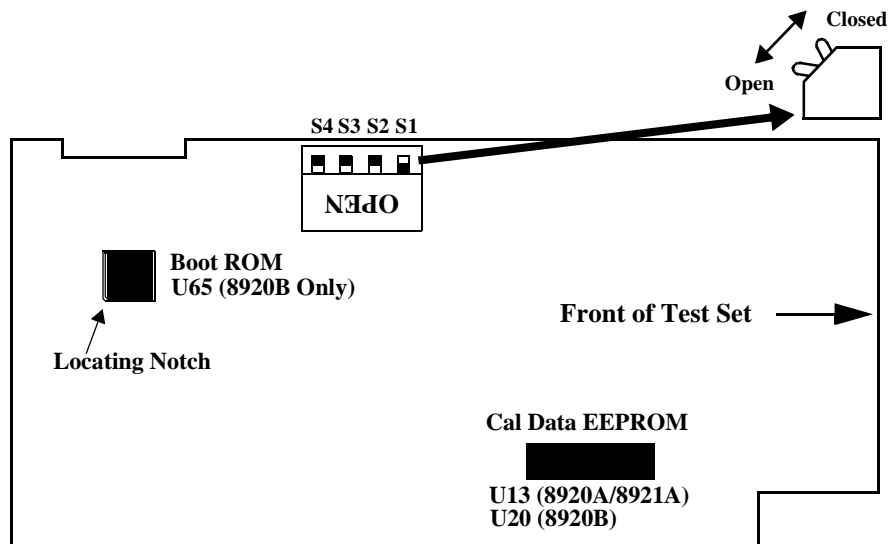 Closed
Open
S4 S3 S2 S1
OPEN
Boot ROM
U65 (8920B Only)
Front of Test Set
Locating Notch
Cal Data EEPROM
U13 (8920A/8921A)
U20 (8920B)